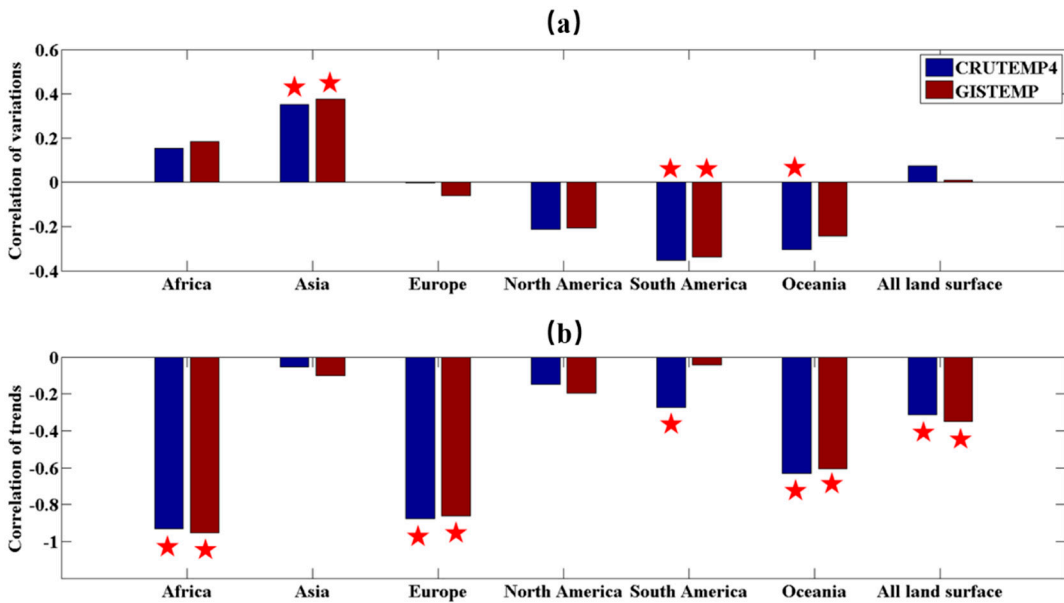 (a)
Correlation of variations
0.6
0.4
0.2
0
-0.2
-0.4
CRUTEMP4
GISTEMP
Africa Asia Europe North America South America Oceania All land surface
(b)
Correlation of trends
0
-0.2
-0.4
-0.6
-0.8
-1
Africa Asia Europe North America South America Oceania All land surface